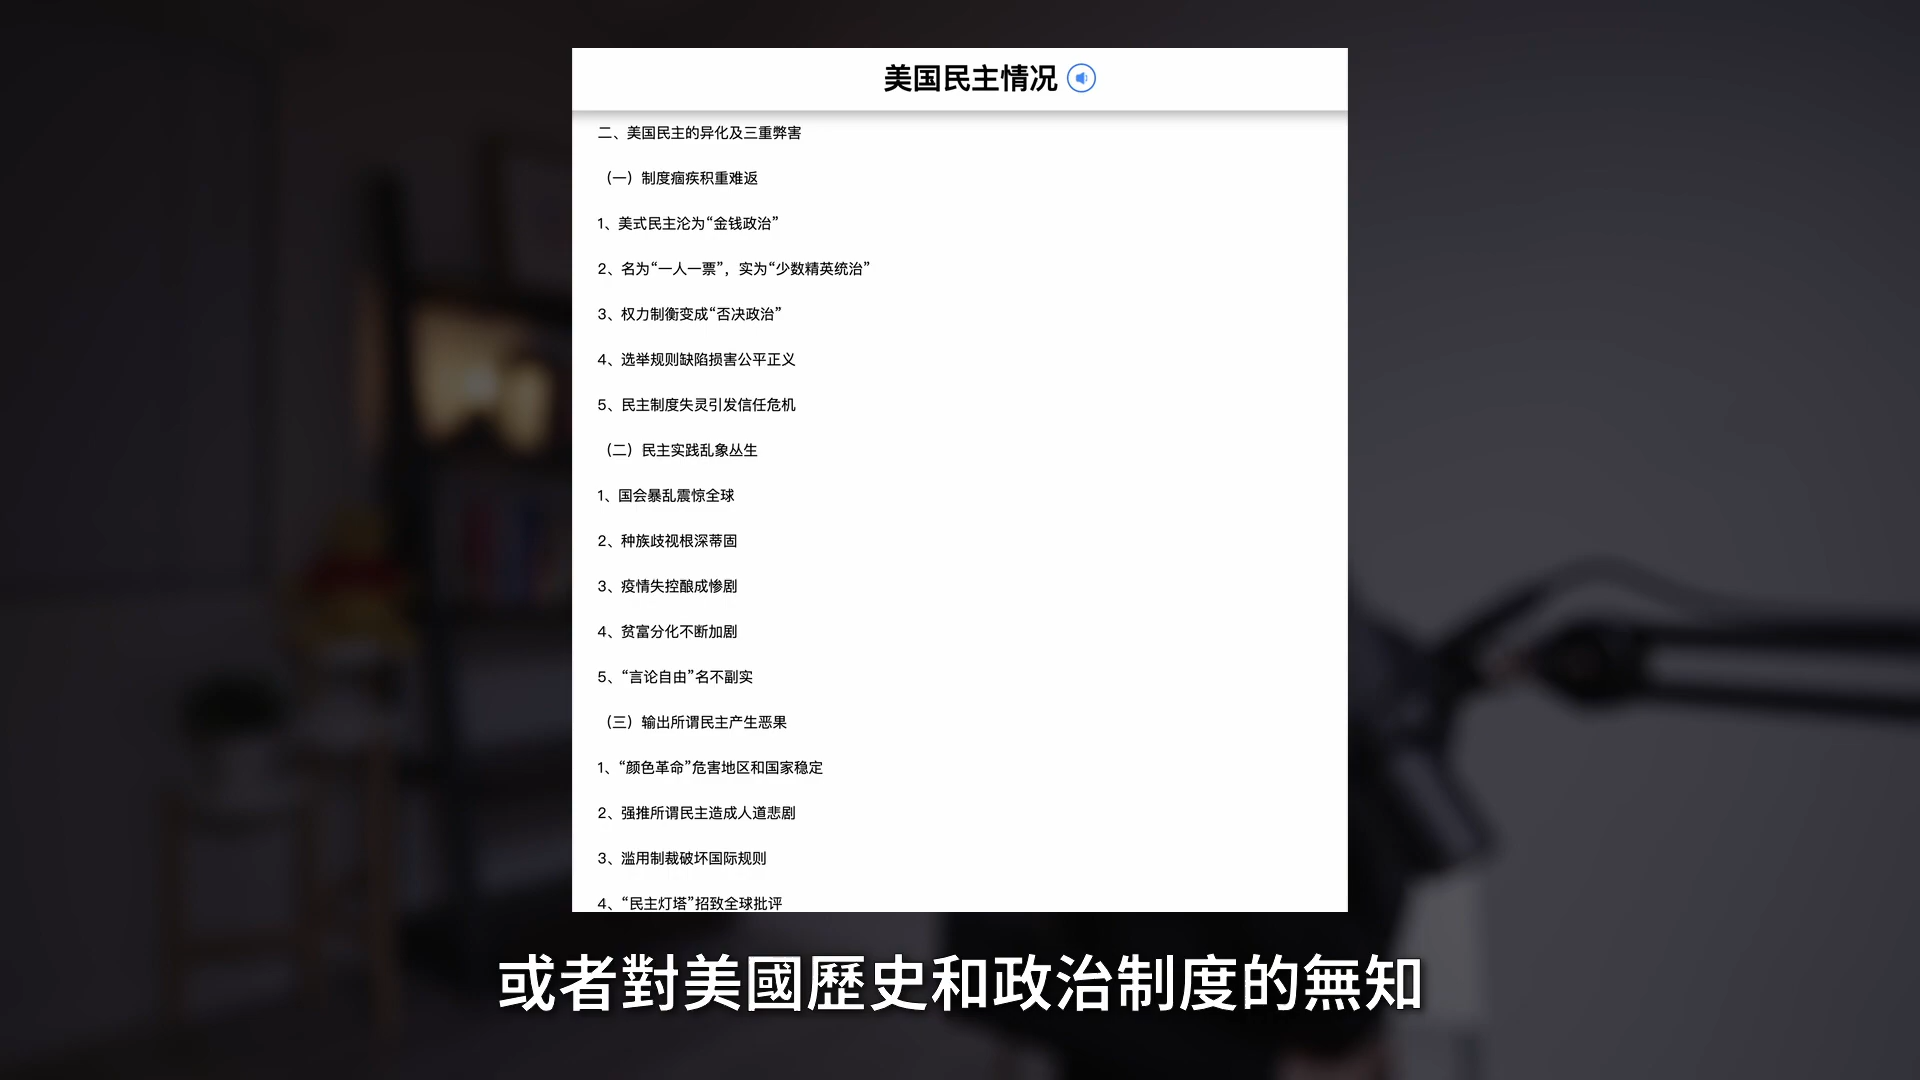 美国民主情况
二、美国民主的异化及三重弊害
（一）制度痼疾积重难返
1、美式民主沦为“金钱政治”
2、名为“一人一票”，实为“少数精英统治”
3、权力制衡变成“否决政治”
4、选举规则缺陷损害公平正义
5、民主制度失灵引发信任危机
（二）民主实践乱象丛生
1、国会暴乱震惊全球
2、种族歧视根深蒂固
3、疫情失控酿成惨剧
4、贫富分化不断加剧
5、“言论自由”名不副实
（三）输出所谓民主产生恶果
1、“颜色革命”危害地区和国家稳定
2、强推所谓民主造成人道悲剧
3、滥用制裁破坏国际规则
4、“民主灯塔”招致全球批评
或者對美國歷史和政治制度的無知